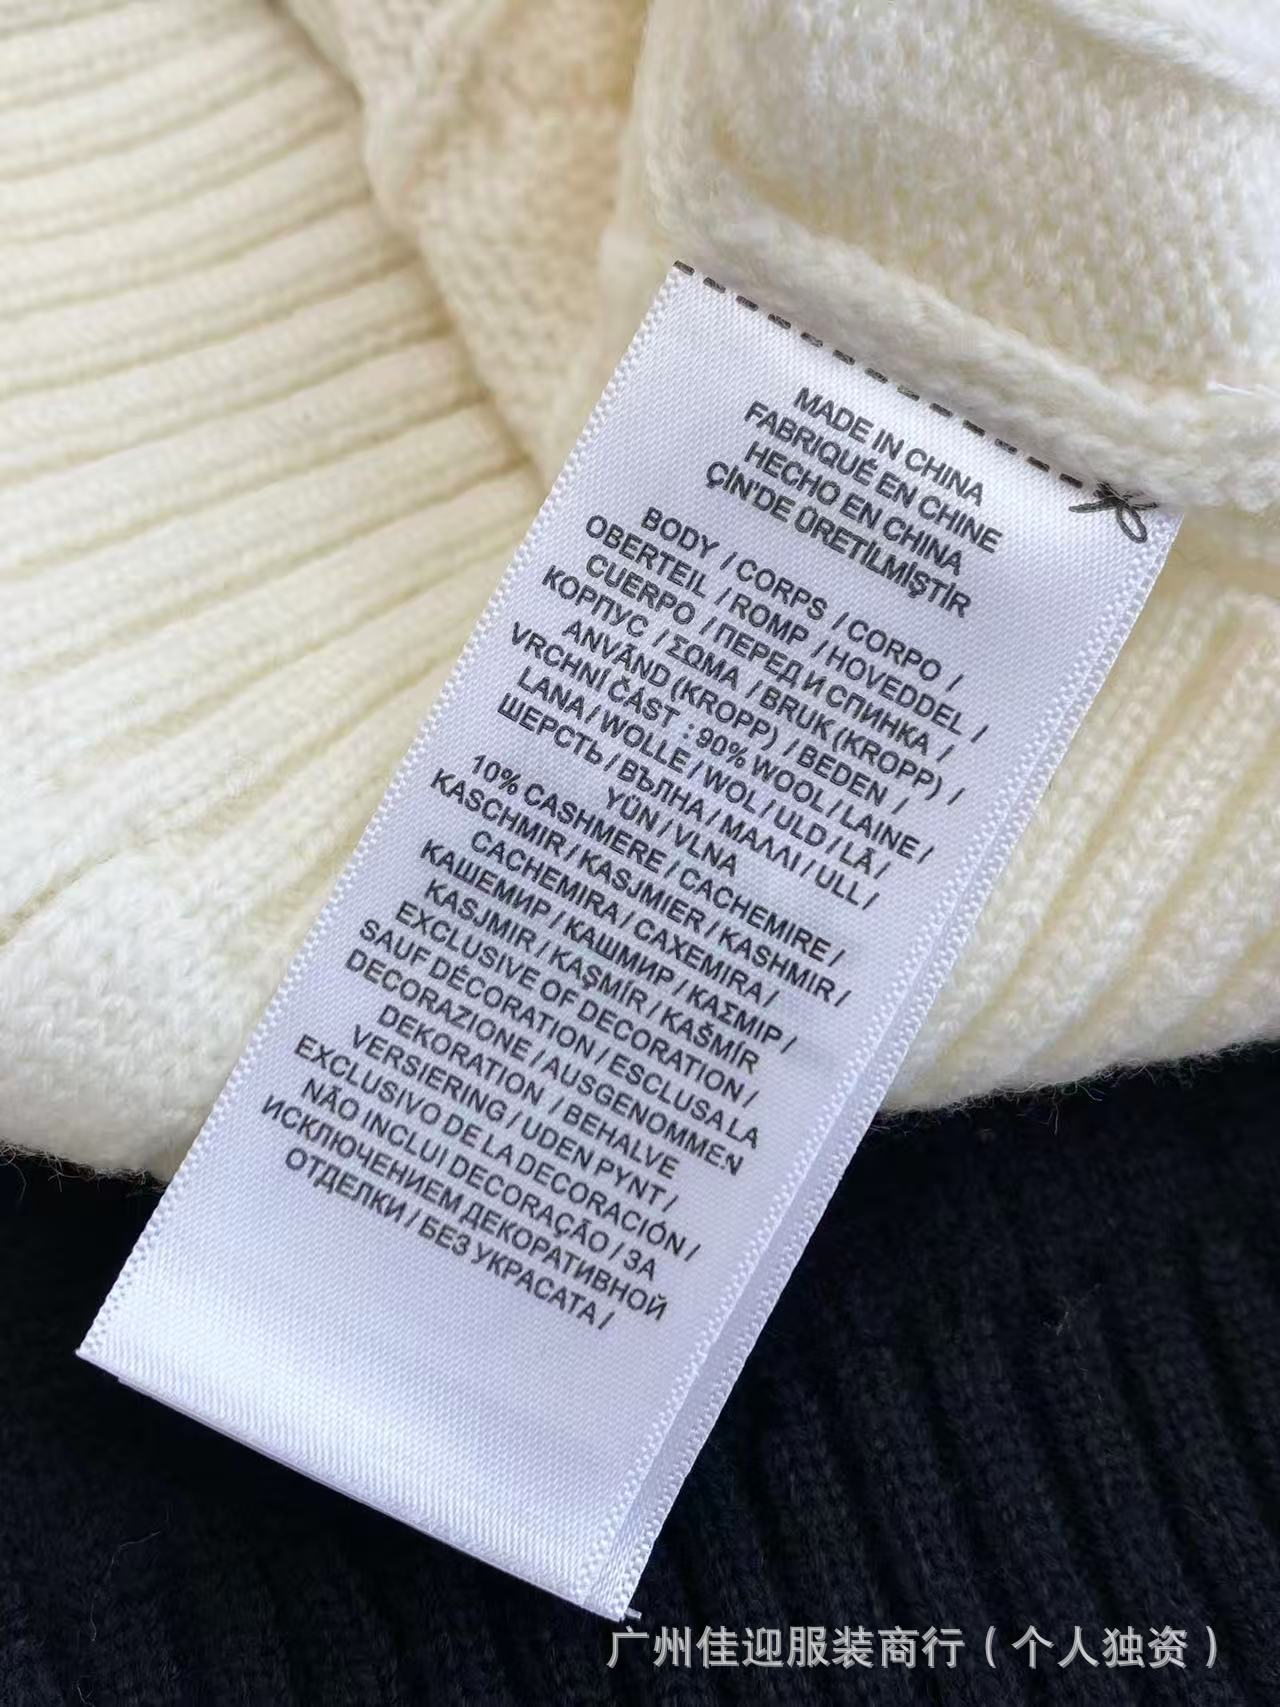 MADE IN CHINA
FABRIQUÉ EN CHINE
HECHO EN CHINA
ÇIN'DE ÜRETİLMİŞTİR
BODY / CORPS / CORPO /
OBERTEIL / ROMP / HOVEDDEL /
CUERPO / ПЕРЕД И СПИНКА /
КОРПУС / ΣΩΜΑ / BRUK (KROPP) /
ANVÄND (KROPP) / BEDEN /
VRCHNÍ ČÁST : 90% WOOL / LAINE /
LANA / WOLLE / WOL / ULD / LÃ /
ШЕРСТЬ / ВЪЛНА / ΜΑΛΛΙ / ULL /
YÜN / VLNA
10% CASHMERE / CACHEMIRE /
KASCHMIR / KASJMIER / KASHMIR /
CACHEMIRA / CAXEMIRA /
КАШЕМИР / КАШМИР / ΚΑΣΜΙΡ /
KASJMIR / KAŞMİR / KAŠMÍR
EXCLUSIVE OF DECORATION /
SAUF DÉCORATION / ESCLUSA LA
DECORAZIONE / AUSGENOMMEN
DEKORATION / BEHALVE
VERSIERING / UDEN PYNT /
EXCLUSIVO DE LA DECORACIÓN /
NÃO INCLUI DECORAÇÃO / ЗА
ИСКЛЮЧЕНИЕМ ДЕКОРАТИВНОЙ
ОТДЕЛКИ / БЕЗ УКРАСАТА /
广州佳迎服装商行（个人独资）